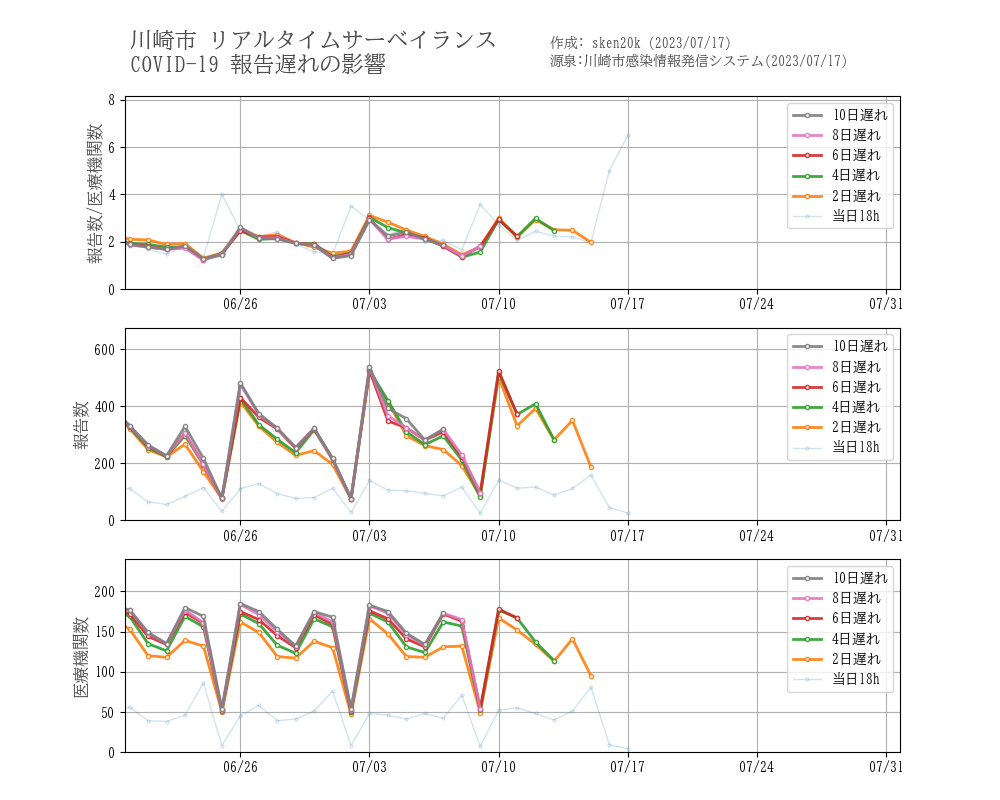 川崎市 リアルタイムサーベイランス
COVID-19 報告遅れの影響
作成: sken20k (2023/07/17)
源泉:川崎市感染情報発信システム(2023/07/17)
報告数/医療機関数
8
6
4
2
0
10日遅れ
8日遅れ
6日遅れ
4日遅れ
2日遅れ
当日18h
06/26 07/03 07/10 07/17 07/24 07/31
報告数
600
400
200
0
10日遅れ
8日遅れ
6日遅れ
4日遅れ
2日遅れ
当日18h
06/26 07/03 07/10 07/17 07/24 07/31
医療機関数
200
150
100
50
0
10日遅れ
8日遅れ
6日遅れ
4日遅れ
2日遅れ
当日18h
06/26 07/03 07/10 07/17 07/24 07/31